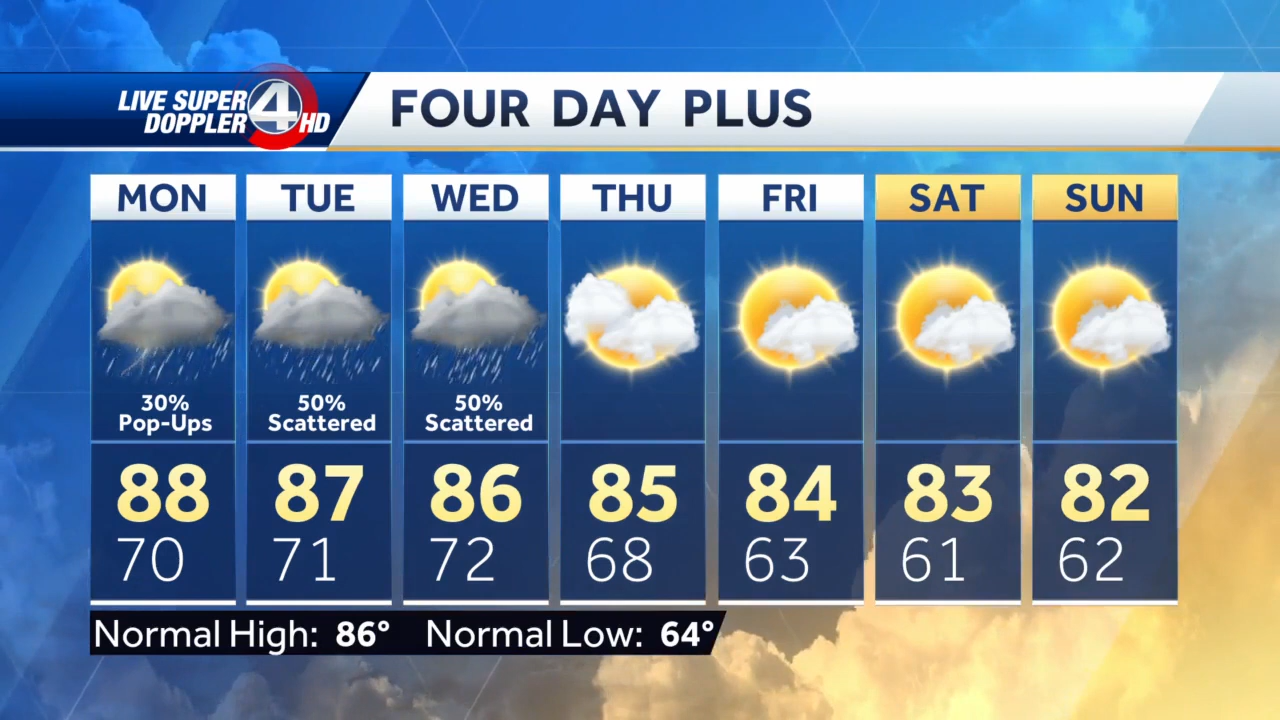 LIVE SUPER
DOPPLER 4 HD
FOUR DAY PLUS
MON TUE WED THU FRI SAT SUN
30% 50% 50%
Pop-Ups Scattered Scattered
88 87 86 85 84 83 82
70 71 72 68 63 61 62
Normal High: 86° Normal Low: 64°